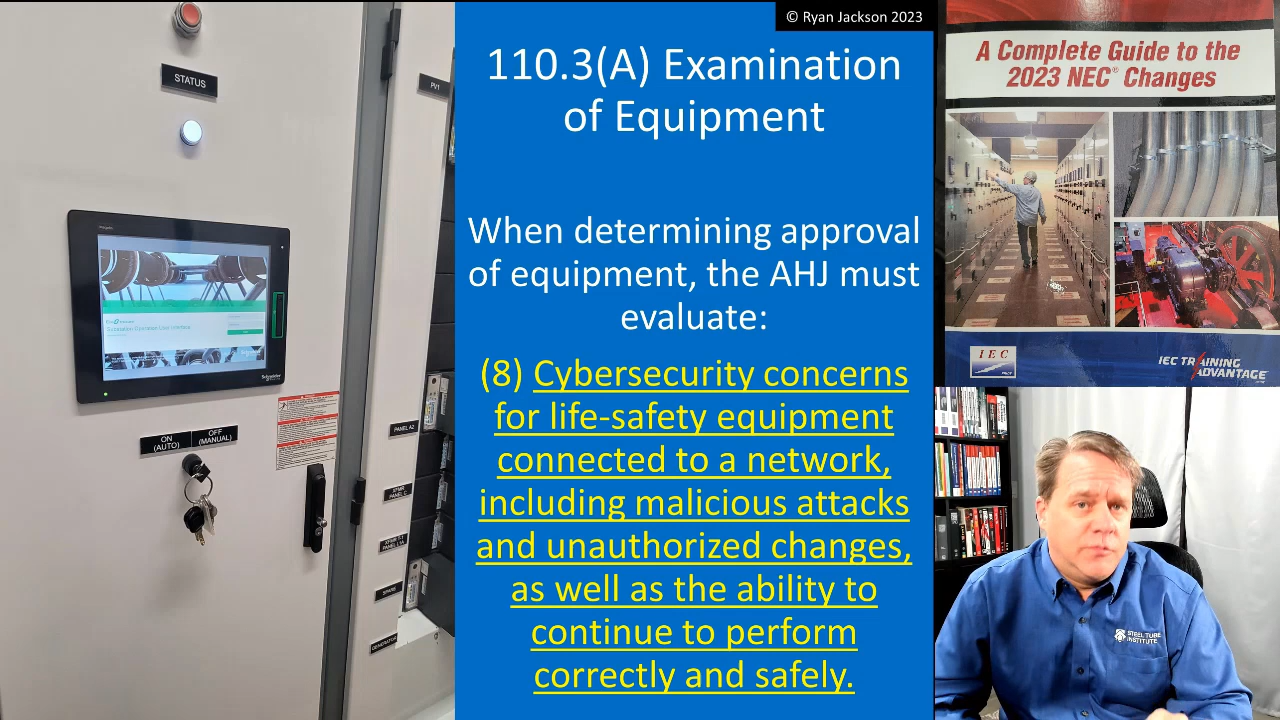 © Ryan Jackson 2023
110.3(A) Examination
of Equipment
When determining approval
of equipment, the AHJ must
evaluate:
(8) Cybersecurity concerns
for life-safety equipment
connected to a network,
including malicious attacks
and unauthorized changes,
as well as the ability to
continue to perform
correctly and safely.
STATUS
PV1
ON
(AUTO)
OFF
(MANUAL)
PANEL A2
A Complete Guide to the
2023 NEC® Changes
IEC
IEC TRAINING
ADVANTAGE
STEEL TUBE
INSTITUTE